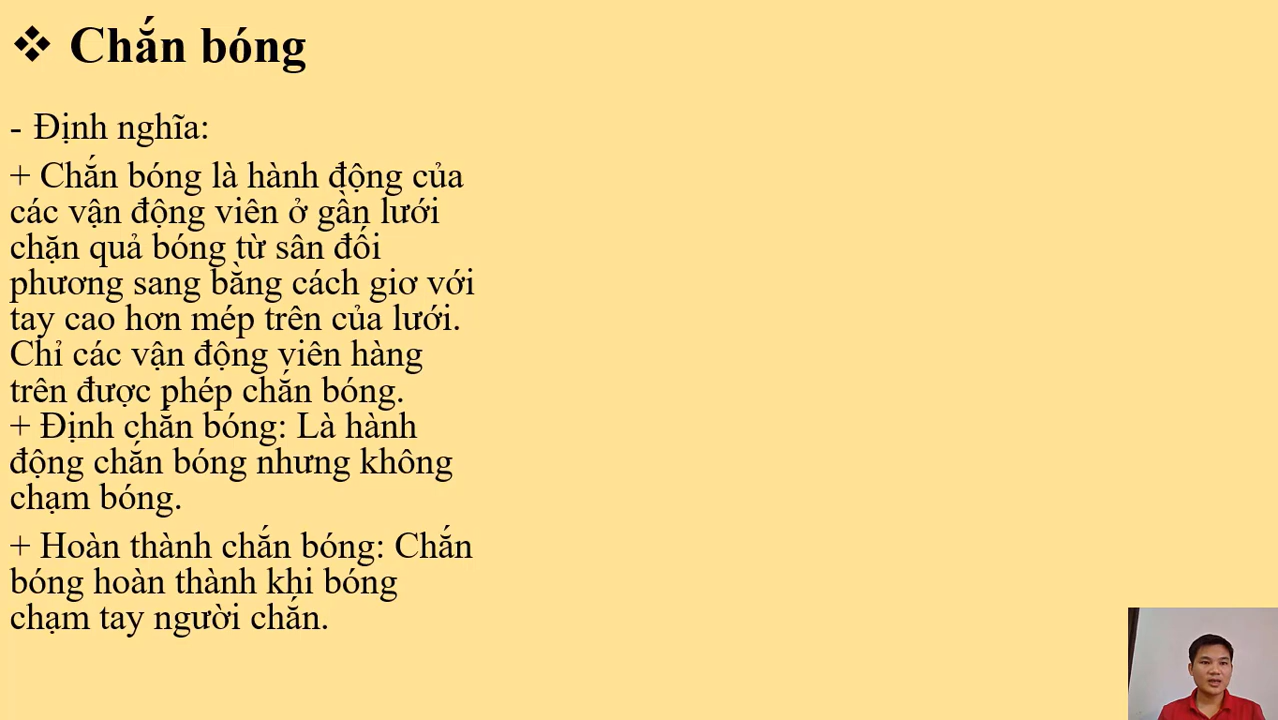 ❖ Chắn bóng
- Định nghĩa:
+ Chắn bóng là hành động của
các vận động viên ở gần lưới
chặn quả bóng từ sân đối
phương sang bằng cách giơ với
tay cao hơn mép trên của lưới.
Chỉ các vận động viên hàng
trên được phép chắn bóng.
+ Định chắn bóng: Là hành
động chắn bóng nhưng không
chạm bóng.
+ Hoàn thành chắn bóng: Chắn
bóng hoàn thành khi bóng
chạm tay người chắn.